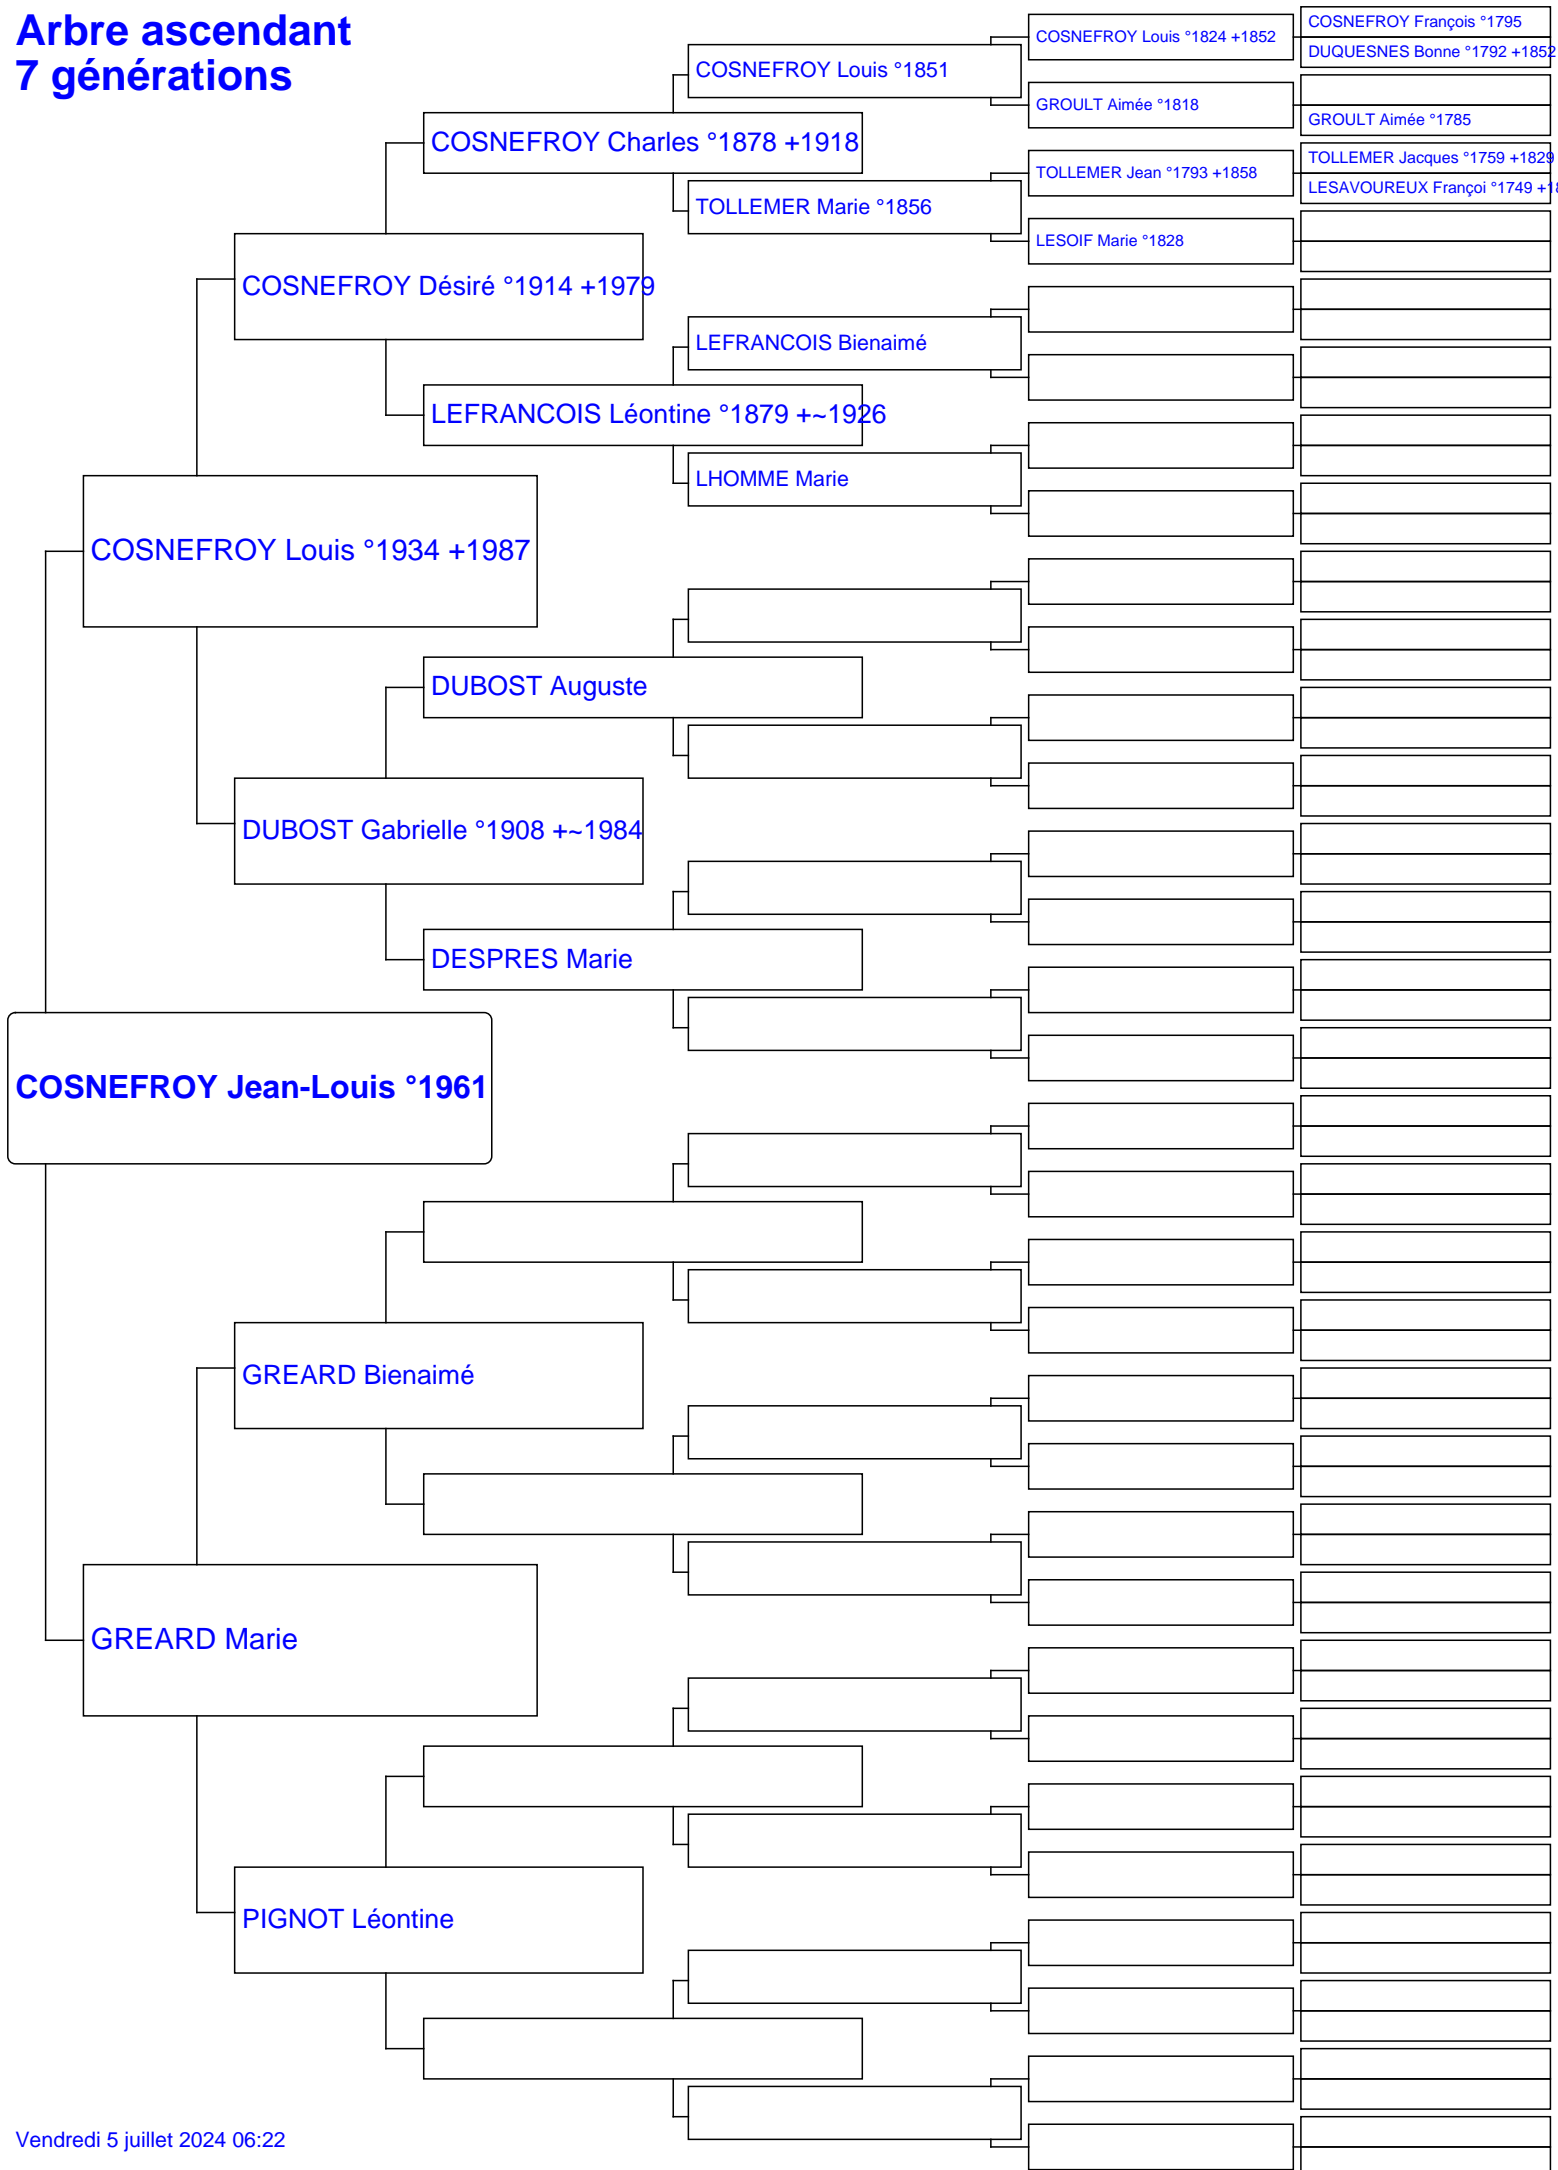 Arbre ascendant
7 générations
COSNEFROY Jean-Louis °1961
COSNEFROY Louis °1934 +1987
GREARD Marie
COSNEFROY Désiré °1914 +1979
DUBOST Gabrielle °1908 +~1984
GREARD Bienaimé
PIGNOT Léontine
COSNEFROY Charles °1878 +1918
LEFRANCOIS Léontine °1879 +~1926
DUBOST Auguste
DESPRES Marie
COSNEFROY Louis °1851
TOLLEMER Marie °1856
LEFRANCOIS Bienaimé
LHOMME Marie
COSNEFROY Louis °1824 +1852
GROULT Aimée °1818
TOLLEMER Jean °1793 +1858
LESOIF Marie °1828
COSNEFROY François °1795
DUQUESNES Bonne °1792 +1852
GROULT Aimée °1785
TOLLEMER Jacques °1759 +1829
LESAVOUREUX Françoi °1749
Vendredi 5 juillet 2024 06:22